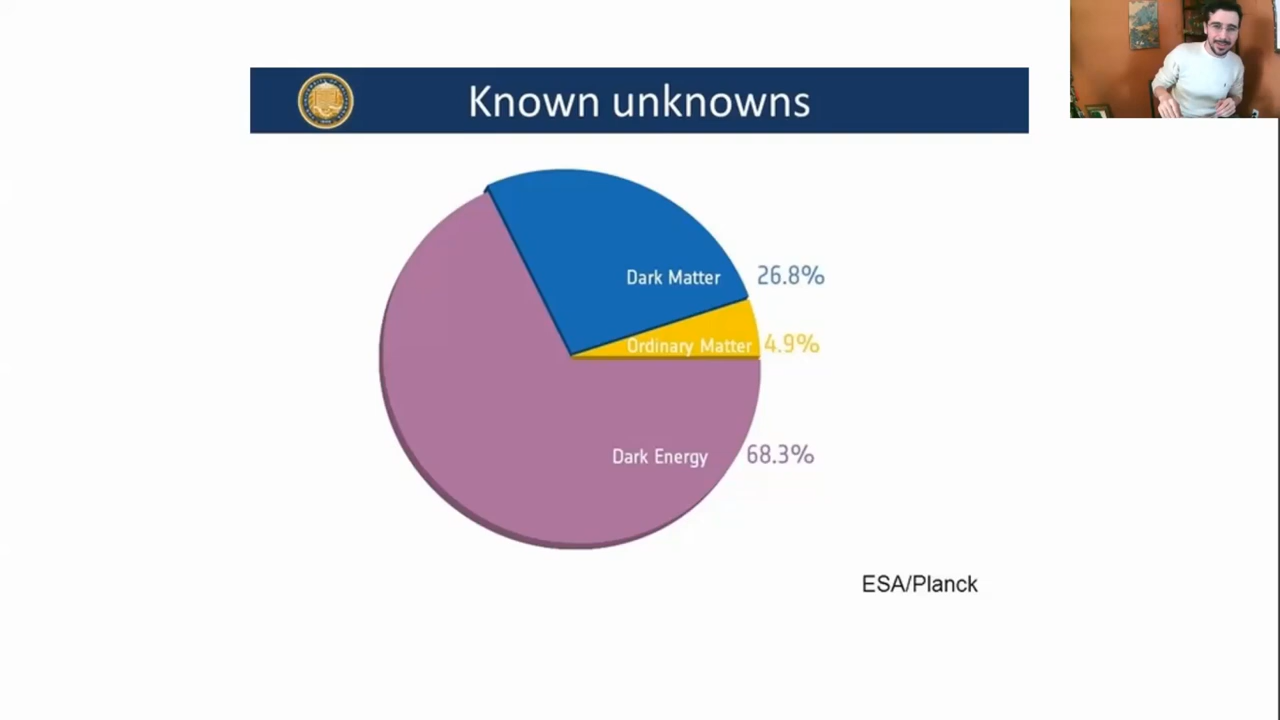 Known unknowns
Dark Matter 26.8%
Ordinary Matter 4.9%
Dark Energy 68.3%
ESA/Planck